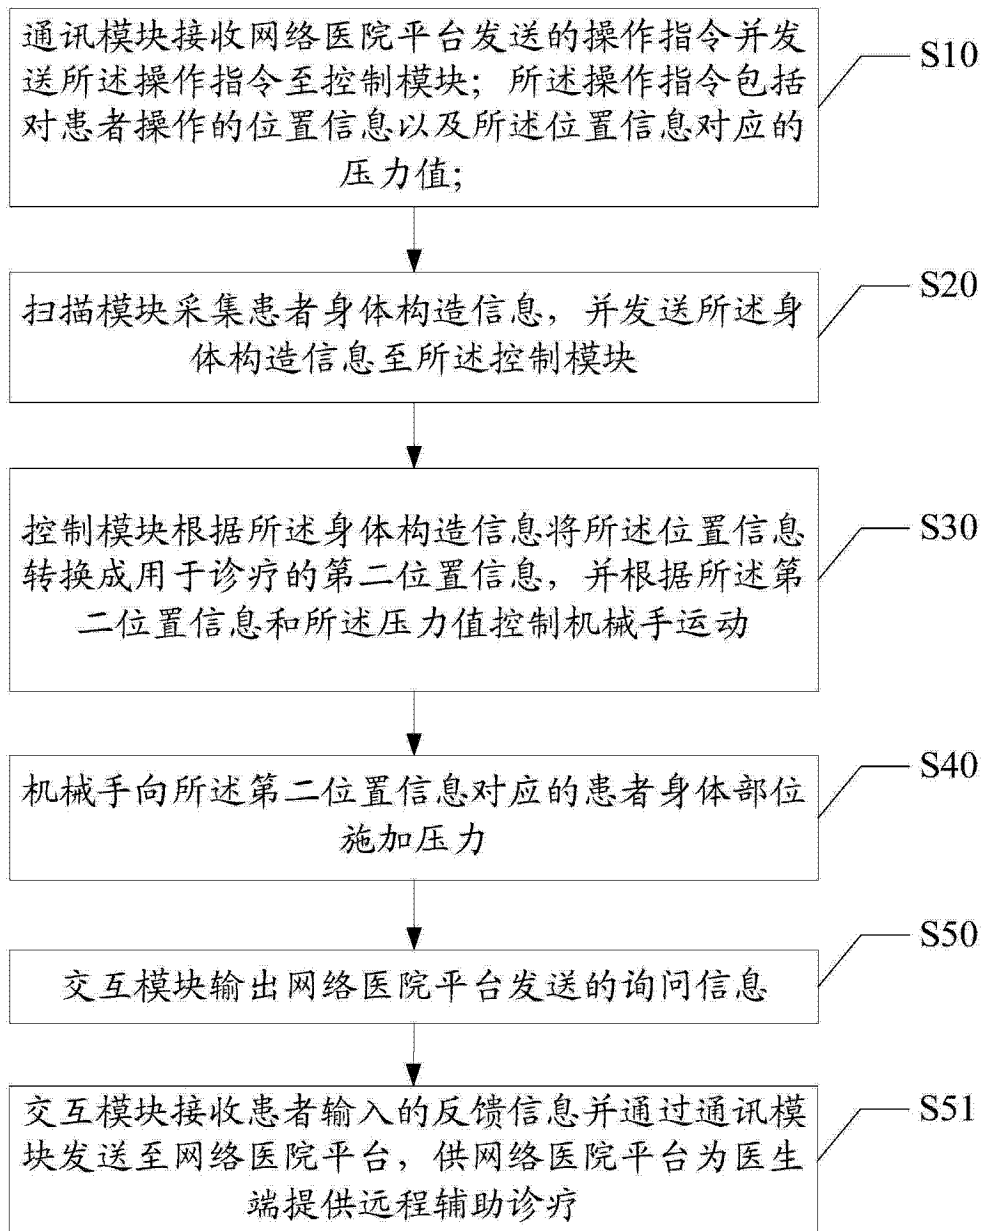 通讯模块接收网络医院平台发送的操作指令并发
送所述操作指令至控制模块；所述操作指令包括
对患者操作的位置信息以及所述位置信息对应的
压力值；
S10
扫描模块采集患者身体构造信息，并发送所述身
体构造信息至所述控制模块
S20
控制模块根据所述身体构造信息将所述位置信息
转换成用于诊疗的第二位置信息，并根据所述第
二位置信息和所述压力值控制机械手运动
S30
机械手向所述第二位置信息对应的患者身体部位
施加压力
S40
交互模块输出网络医院平台发送的询问信息
S50
交互模块接收患者输入的反馈信息并通过通讯模
块发送至网络医院平台，供网络医院平台为医生
端提供远程辅助诊疗
S51